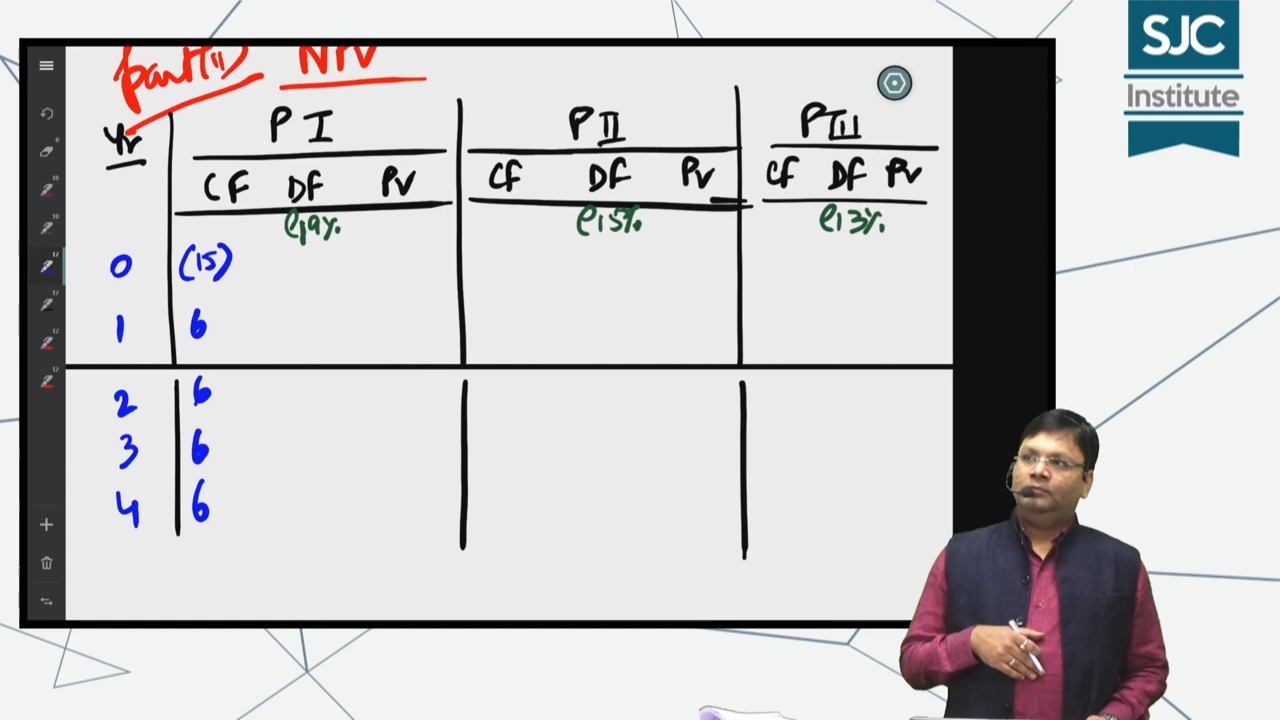 SJC
Institute
part(ii) NPV
Yr P I P II P III
CF DF PV CF DF PV CF DF PV
@19% @15% @13%
0 (15)
1 6
2 6
3 6
4 6